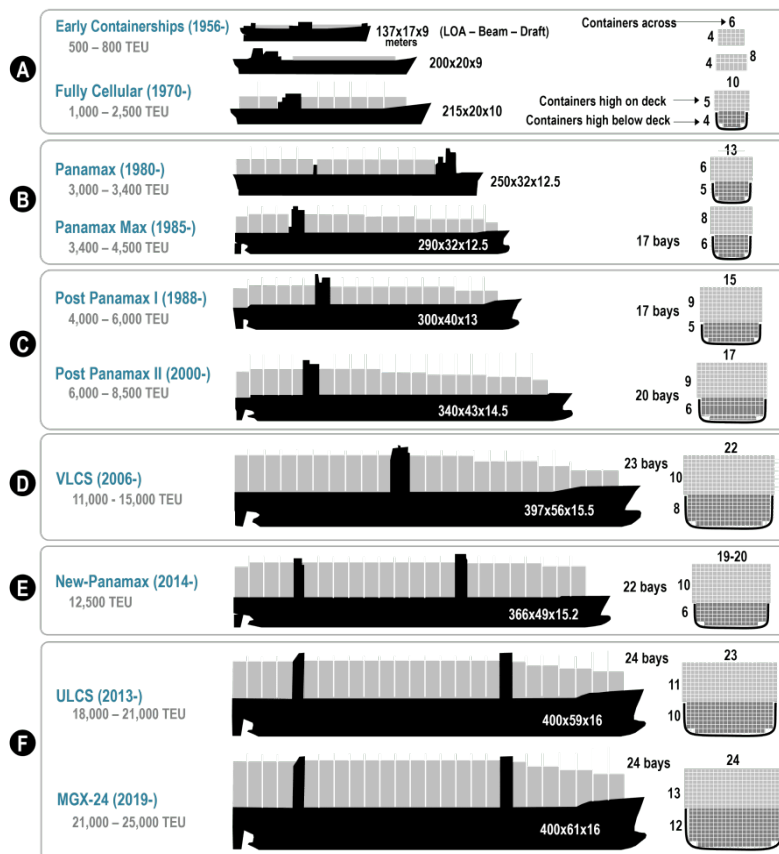 A
Early Containerships (1956-)
500 – 800 TEU
137x17x9
meters
(LOA – Beam – Draft)
200x20x9
Containers across
6
4
4
8
Fully Cellular (1970-)
1,000 – 2,500 TEU
215x20x10
10
Containers high on deck
5
Containers high below deck
4
B
Panamax (1980-)
3,000 – 3,400 TEU
250x32x12.5
13
6
5
Panamax Max (1985-)
3,400 – 4,500 TEU
290x32x12.5
17 bays
8
6
C
Post Panamax I (1988-)
4,000 – 6,000 TEU
300x40x13
17 bays
15
9
5
Post Panamax II (2000-)
6,000 – 8,500 TEU
340x43x14.5
20 bays
17
9
6
D
VLCS (2006-)
11,000 - 15,000 TEU
397x56x15.5
23 bays
22
10
8
E
New-Panamax (2014-)
12,500 TEU
366x49x15.2
22 bays
19-20
10
6
F
ULCS (2013-)
18,000 – 21,000 TEU
400x59x16
24 bays
23
11
10
MGX-24 (2019-)
21,000 – 25,000 TEU
400x61x16
24 bays
24
13
12